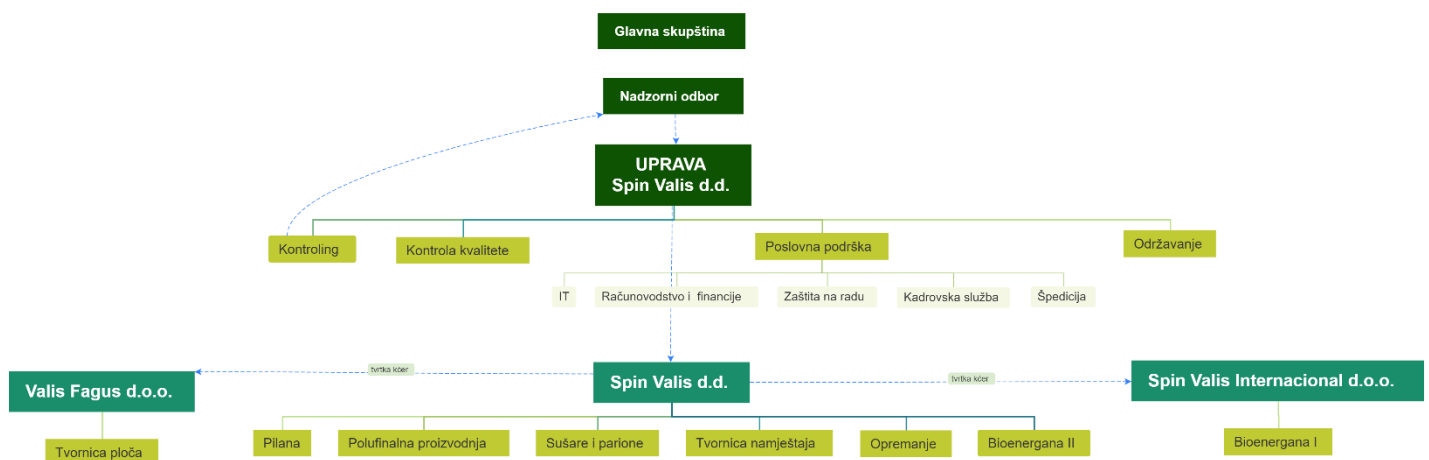 Glavna skupština
Nadzorni odbor
UPRAVA
Spin Valis d.d.
Kontroling
Kontrola kvalitete
Poslovna podrška
Održavanje
IT
Računovodstvo i financije
Zaštita na radu
Kadrovska služba
Špedicija
Valis Fagus d.o.o.
tvrtka kćer
Spin Valis d.d.
tvrtka kćer
Spin Valis Internacional d.o.o.
Tvornica ploča
Pilana
Polufinalna proizvodnja
Sušare i parione
Tvornica namještaja
Opremanje
Bioenergana II
Bioenergana I